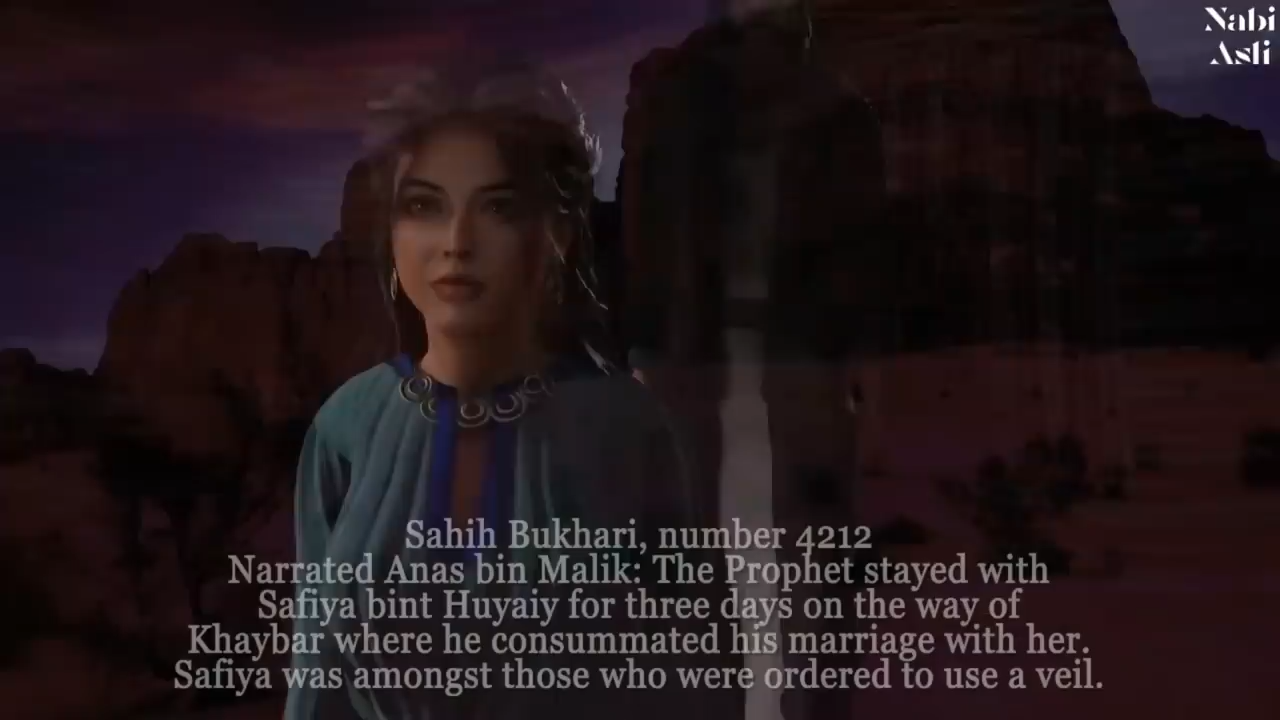 Nabi
Asli
Sahih Bukhari, number 4212
Narrated Anas bin Malik: The Prophet stayed with
Safiya bint Huyaiy for three days on the way of
Khaybar where he consummated his marriage with her.
Safiya was amongst those who were ordered to use a veil.